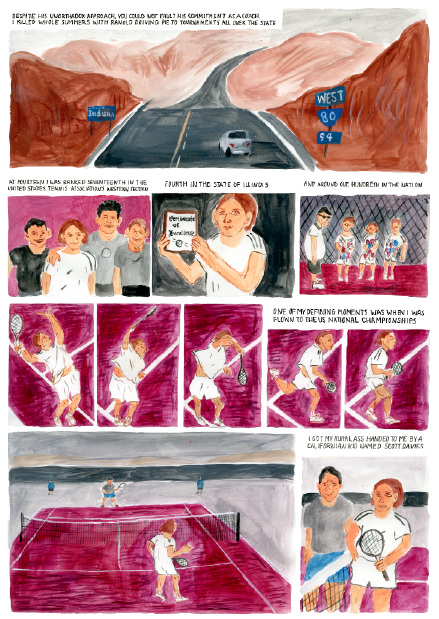 DESPITE HIS UNORTHODOX APPROACH, YOU COULD NOT FAULT HIS COMMITMENT AS A COACH.
I KILLED WHOLE SUMMERS WITH RANOLD DRIVING ME TO TOURNAMENTS ALL OVER THE STATE
Indiana
WEST
80
94
AT FOURTEEN I WAS RANKED SEVENTEENTH IN THE
UNITED STATES TENNIS ASSOCIATION'S WESTERN SECTION
FOURTH IN THE STATE OF ILLINOIS
AND AROUND ONE HUNDRETH IN THE NATION
Certificate
of
Excellence
ONE OF MY DEFINING MOMENTS WAS WHEN I WAS
FLOWN TO THE US NATIONAL CHAMPIONSHIPS
I GOT MY RURAL ASS HANDED TO ME BY A
CALIFORNIAN KID NAMED SCOTT DAVIES